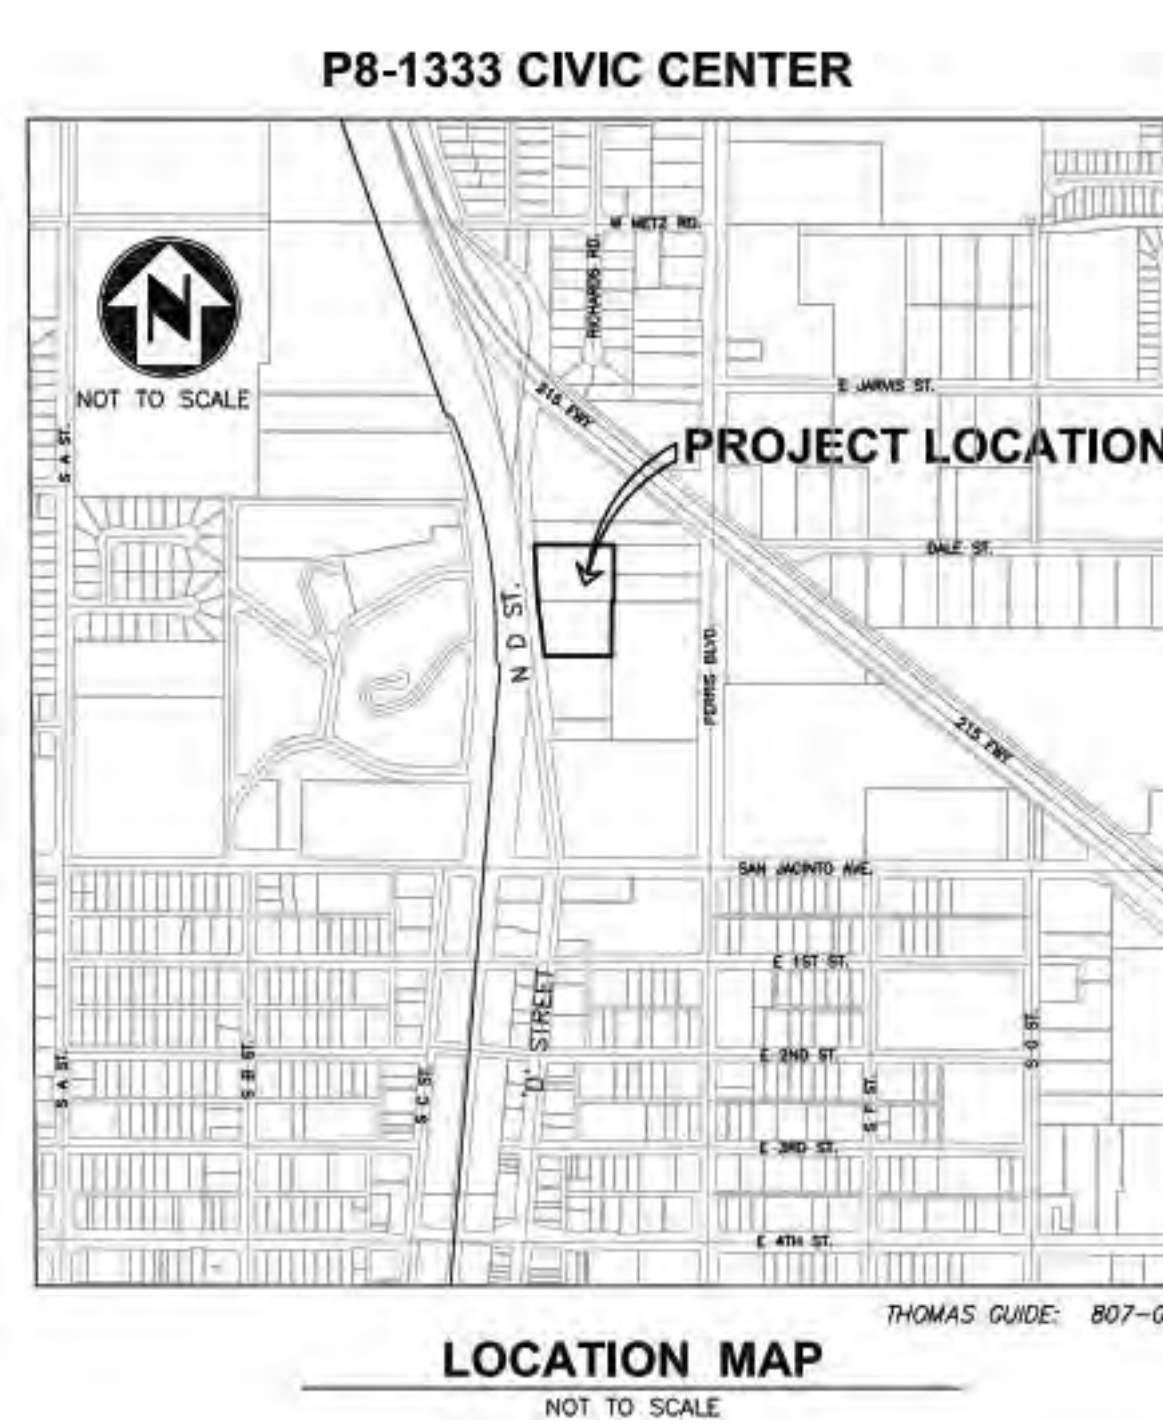 P8-1333 CIVIC CENTER
W METZ RD.
RICHARDS RD.
N
NOT TO SCALE
E JARVIS ST.
215 FWY
S A ST.
PROJECT LOCATION
DALE ST.
N D ST.
PERRIS BLVD.
215 FWY
SAN JACINTO AVE.
E 1ST ST.
'D' STREET
S G ST.
E 2ND ST.
S A ST.
S B ST.
S C ST.
S F ST.
E 3RD ST.
E 4TH ST.
THOMAS GUIDE: 807-
LOCATION MAP
NOT TO SCALE